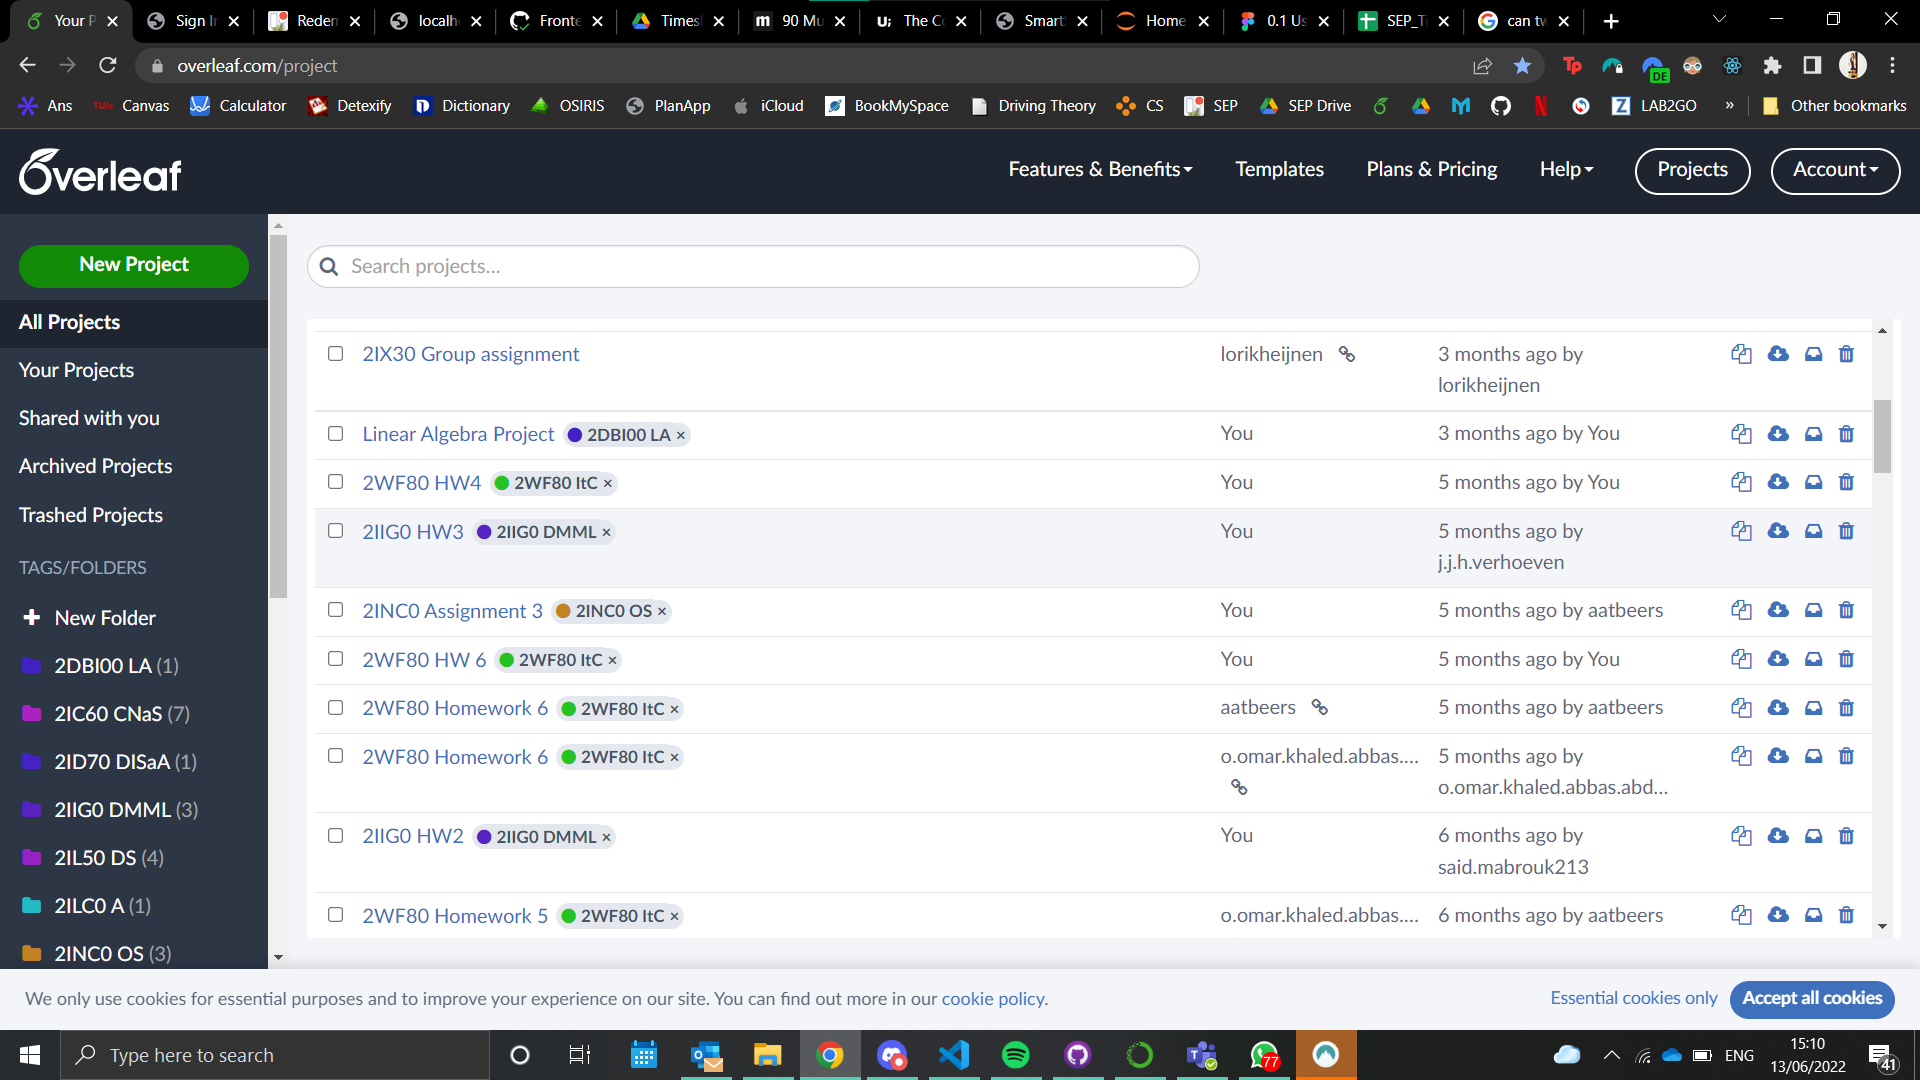 Your P
Sign I
Reden
localh
Fronte
Timesh
90 Mu
The Co
Smart
Home
0.1 Us
SEP_T
can tw
overleaf.com/project
DE
Ans
Canvas
Calculator
Detexify
Dictionary
OSIRIS
PlanApp
iCloud
BookMySpace
Driving Theory
CS
SEP
SEP Drive
LAB2GO
»
Other bookmarks
Overleaf
Features & Benefits
Templates
Plans & Pricing
Help
Projects
Account
New Project
All Projects
Your Projects
Shared with you
Archived Projects
Trashed Projects
TAGS/FOLDERS
New Folder
2DBI00 LA (1)
2IC60 CNaS (7)
2ID70 DISaA (1)
2IIG0 DMML (3)
2IL50 DS (4)
2ILC0 A (1)
2INC0 OS (3)
Search projects...
2IX30 Group assignment lorikheijnen 3 months ago by
lorikheijnen
Linear Algebra Project 2DBI00 LA × You 3 months ago by You
2WF80 HW4 2WF80 ItC × You 5 months ago by You
2IIG0 HW3 2IIG0 DMML × You 5 months ago by
j.j.h.verhoeven
2INC0 Assignment 3 2INC0 OS × You 5 months ago by aatbeers
2WF80 HW 6 2WF80 ItC × You 5 months ago by You
2WF80 Homework 6 2WF80 ItC × aatbeers 5 months ago by aatbeers
2WF80 Homework 6 2WF80 ItC × o.omar.khaled.abbas.... 5 months ago by
o.omar.khaled.abbas.abd...
2IIG0 HW2 2IIG0 DMML × You 6 months ago by
said.mabrouk213
2WF80 Homework 5 2WF80 ItC × o.omar.khaled.abbas.... 6 months ago by aatbeers
We only use cookies for essential purposes and to improve your experience on our site. You can find out more in our cookie policy.
Essential cookies only
Accept all cookies
Type here to search
77
ENG
15:10
13/06/2022
41